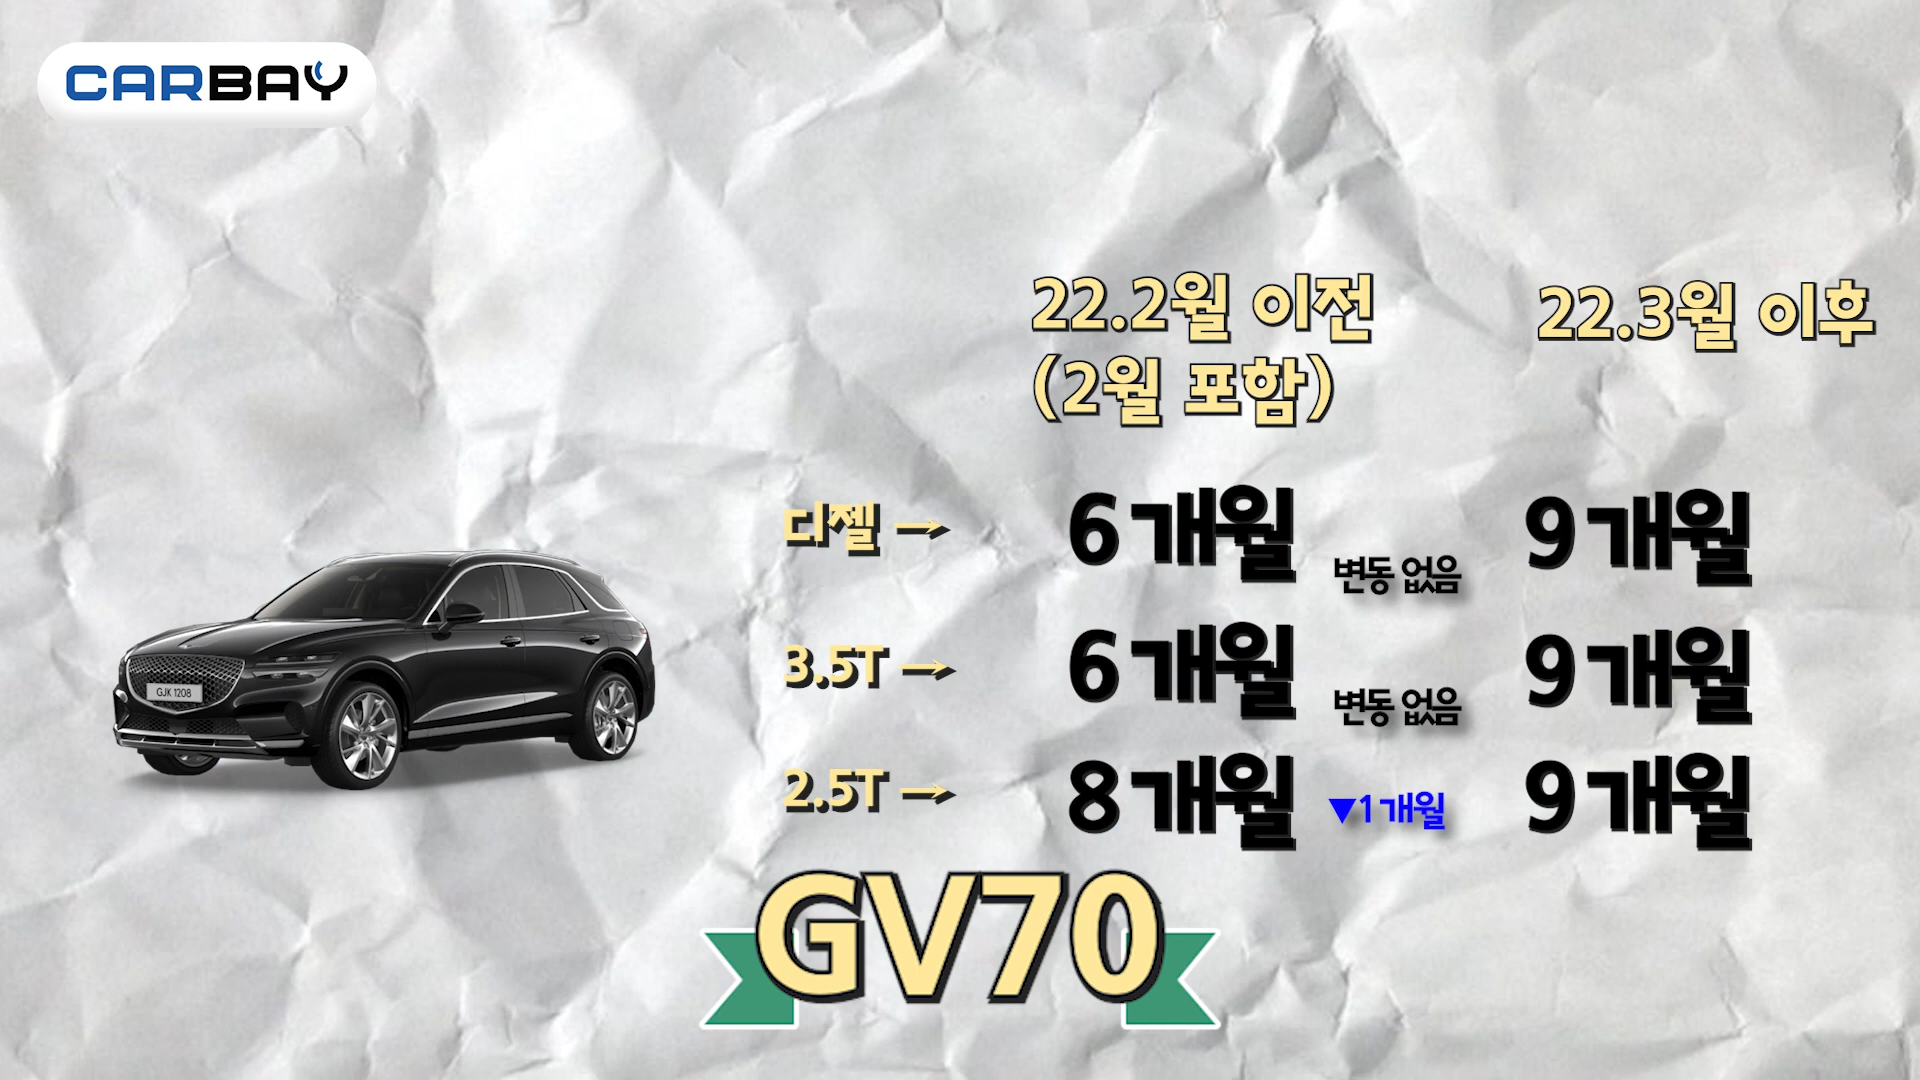 CARBAY
22.2월 이전
(2월 포함)
22.3월 이후
디젤 → 6개월 변동 없음 9개월
3.5T → 6개월 변동 없음 9개월
2.5T → 8개월 ▼1개월 9개월
GJK 1208
GV70